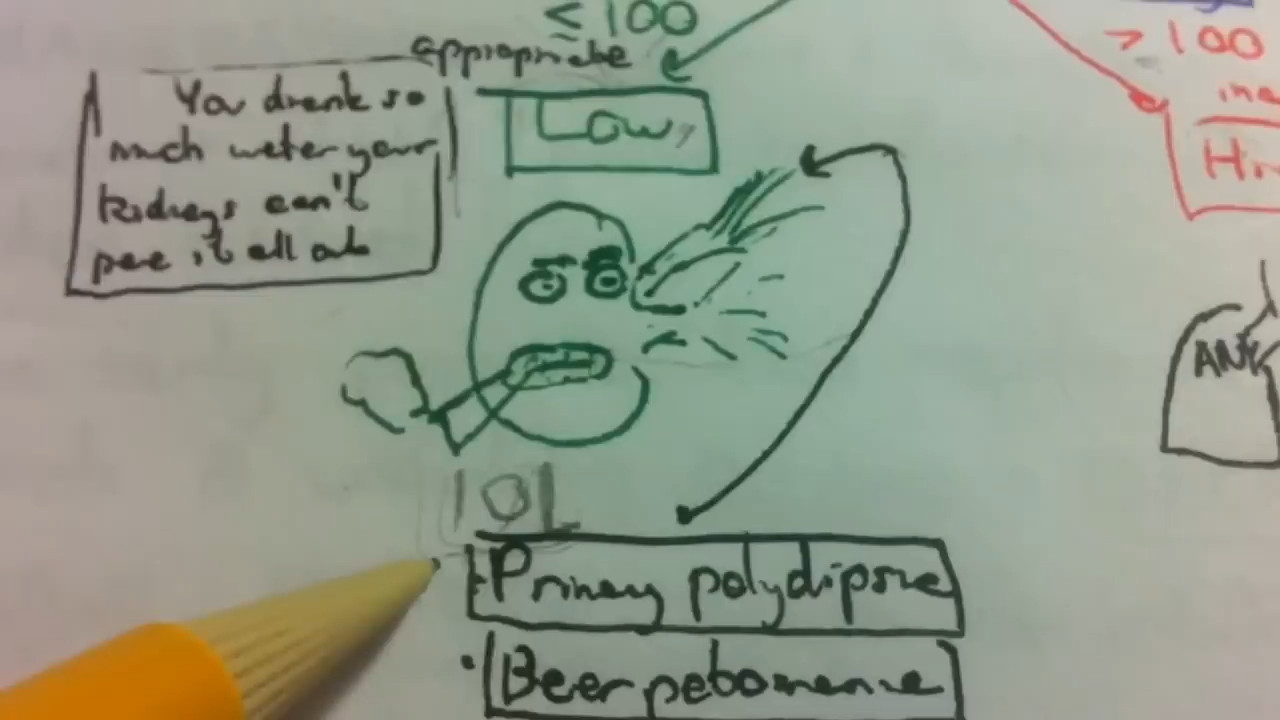 ≤ 100
appropriate
You drank so
much water your
kidneys can't
pee it all out
Low
> 100
10L
Primary polydipsia
Beer potomania